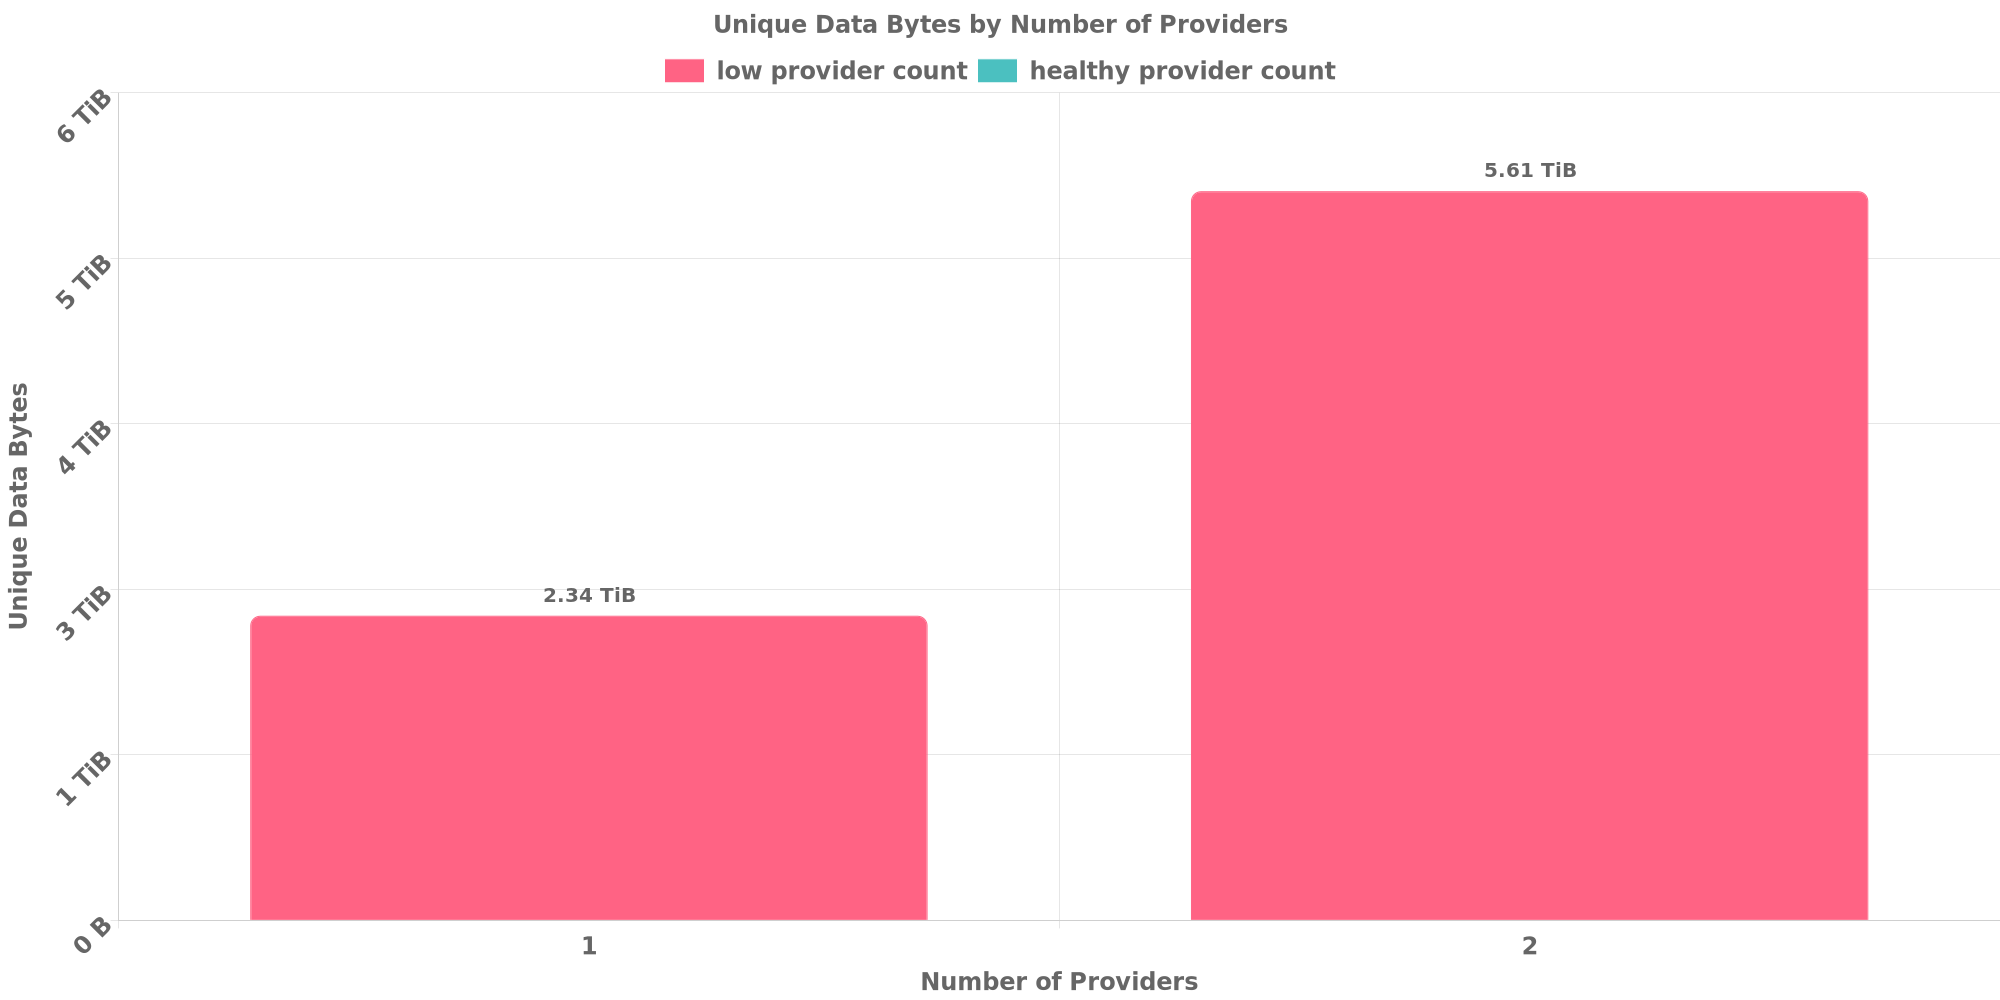 Unique Data Bytes by Number of Providers
low provider count
healthy provider count
6 TiB
5 TiB
4 TiB
3 TiB
1 TiB
0 B
Unique Data Bytes
2.34 TiB
5.61 TiB
1
2
Number of Providers